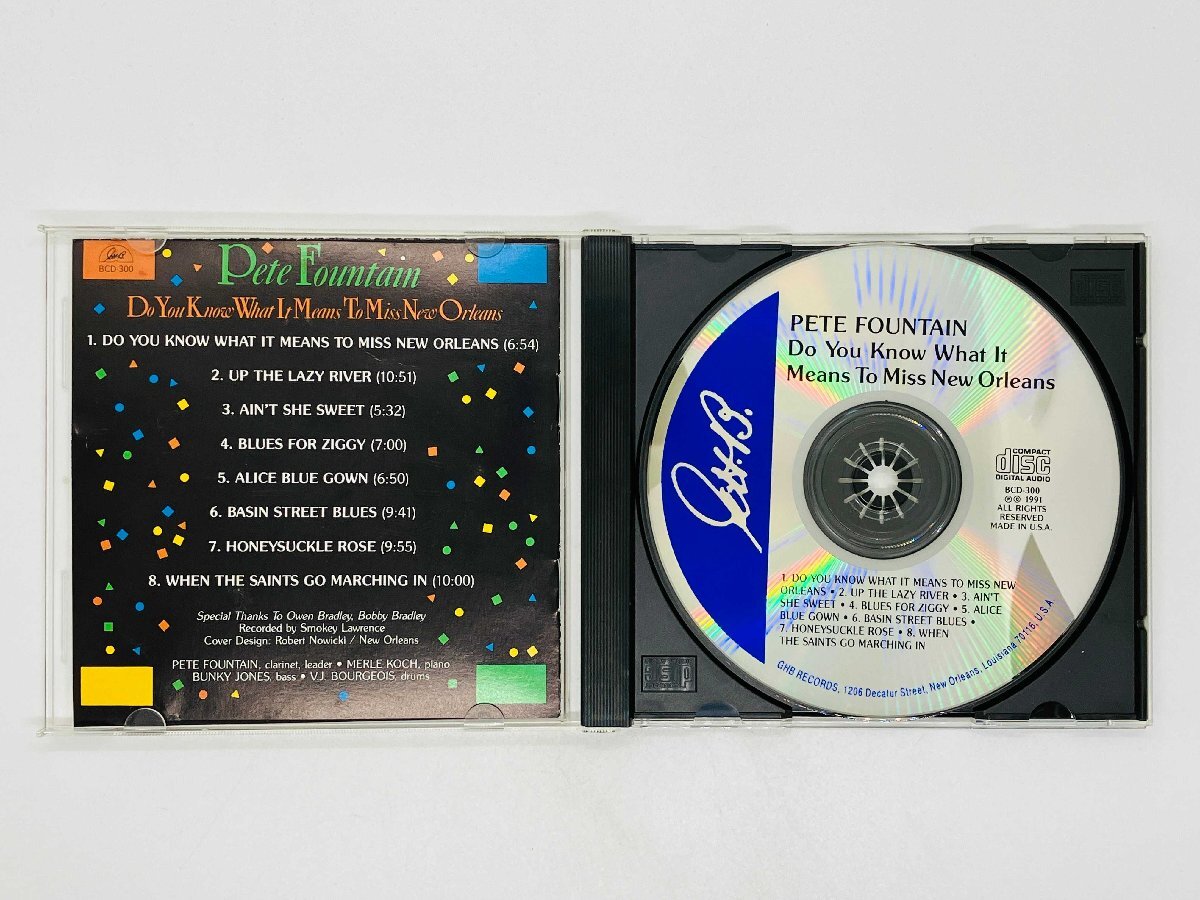 G.H.B.
BCD-300
Pete Fountain
Do You Know What It Means To Miss New Orleans
1. DO YOU KNOW WHAT IT MEANS TO MISS NEW ORLEANS (6:54)
2. UP THE LAZY RIVER (10:51)
3. AIN'T SHE SWEET (5:32)
4. BLUES FOR ZIGGY (7:00)
5. ALICE BLUE GOWN (6:50)
6. BASIN STREET BLUES (9:41)
7. HONEYSUCKLE ROSE (9:55)
8. WHEN THE SAINTS GO MARCHING IN (10:00)
Special Thanks To Owen Bradley, Bobby Bradley
Recorded by Smokey Lawrence
Cover Design: Robert Nowicki / New Orleans
PETE FOUNTAIN, clarinet, leader • MERLE KOCH, piano
BUNKY JONES, bass • V.J. BOURGEOIS, drums
PETE FOUNTAIN
Do You Know What It
Means To Miss New Orleans
G.H.B.
COMPACT
disc
DIGITAL AUDIO
BCD-300
℗ © 1991
ALL RIGHTS
RESERVED
MADE IN U.S.A.
1. DO YOU KNOW WHAT IT MEANS TO MISS NEW
ORLEANS • 2. UP THE LAZY RIVER • 3. AIN'T
SHE SWEET • 4. BLUES FOR ZIGGY • 5. ALICE
BLUE GOWN • 6. BASIN STREET BLUES •
7. HONEYSUCKLE ROSE • 8. WHEN
THE SAINTS GO MARCHING IN
GHB RECORDS, 1206 Decatur Street, New Orleans, Louisiana 70116, U.S.A.